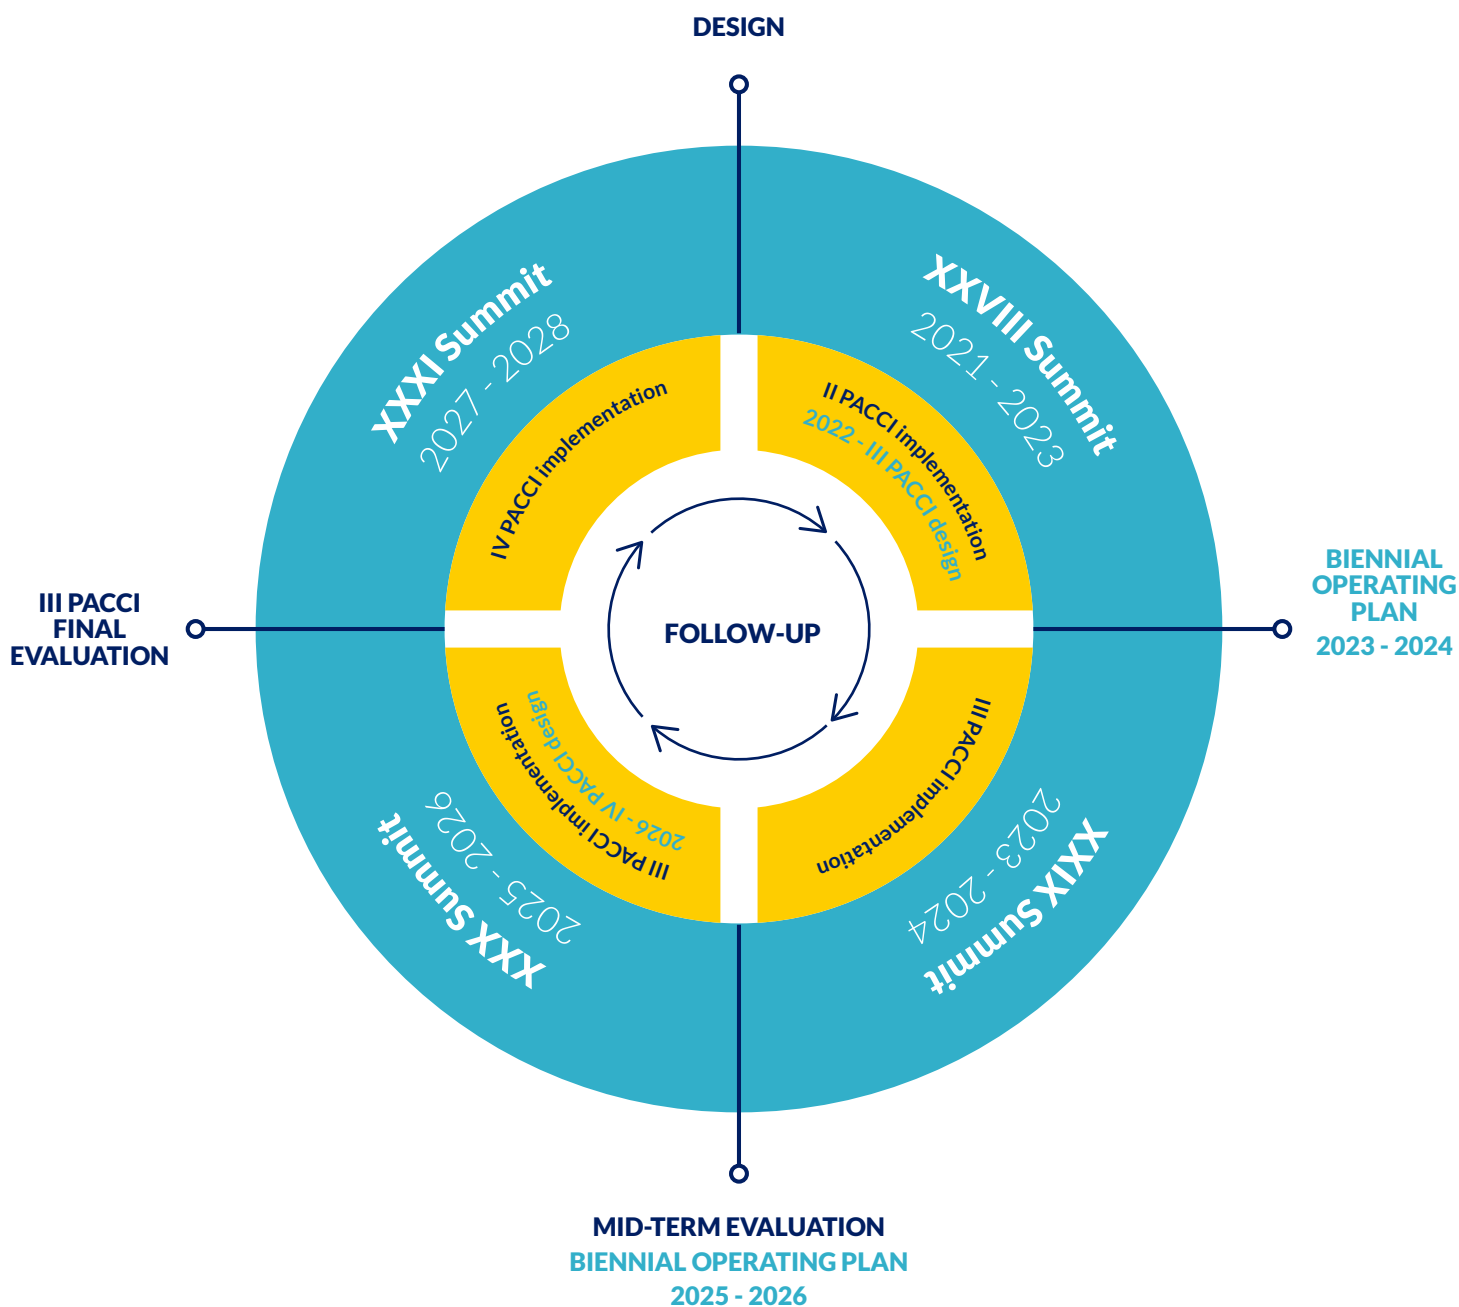 DESIGN
XXVIII Summit
2021 - 2023
II PACCI implementation
2022 - III PACCI design
BIENNIAL
OPERATING
PLAN
2023 - 2024
XXIX Summit
2023 - 2024
III PACCI implementation
MID-TERM EVALUATION
BIENNIAL OPERATING PLAN
2025 - 2026
XXX Summit
2025 - 2026
III PACCI implementation
2026 - IV PACCI design
III PACCI
FINAL
EVALUATION
XXXI Summit
2027 - 2028
IV PACCI implementation
FOLLOW-UP